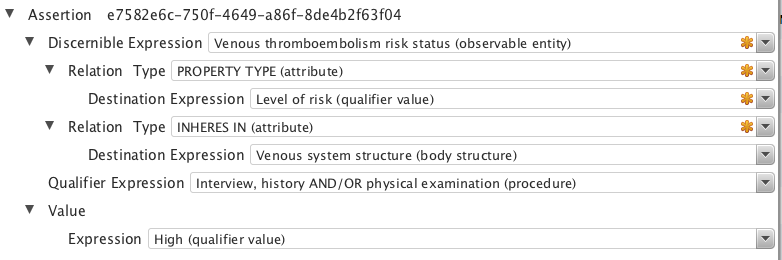 Assertion e7582e6c-750f-4649-a86f-8de4b2f63f04
Discernible Expression Venous thromboembolism risk status (observable entity)
Relation Type PROPERTY TYPE (attribute)
Destination Expression Level of risk (qualifier value)
Relation Type INHERES IN (attribute)
Destination Expression Venous system structure (body structure)
Qualifier Expression Interview, history AND/OR physical examination (procedure)
Value
Expression High (qualifier value)